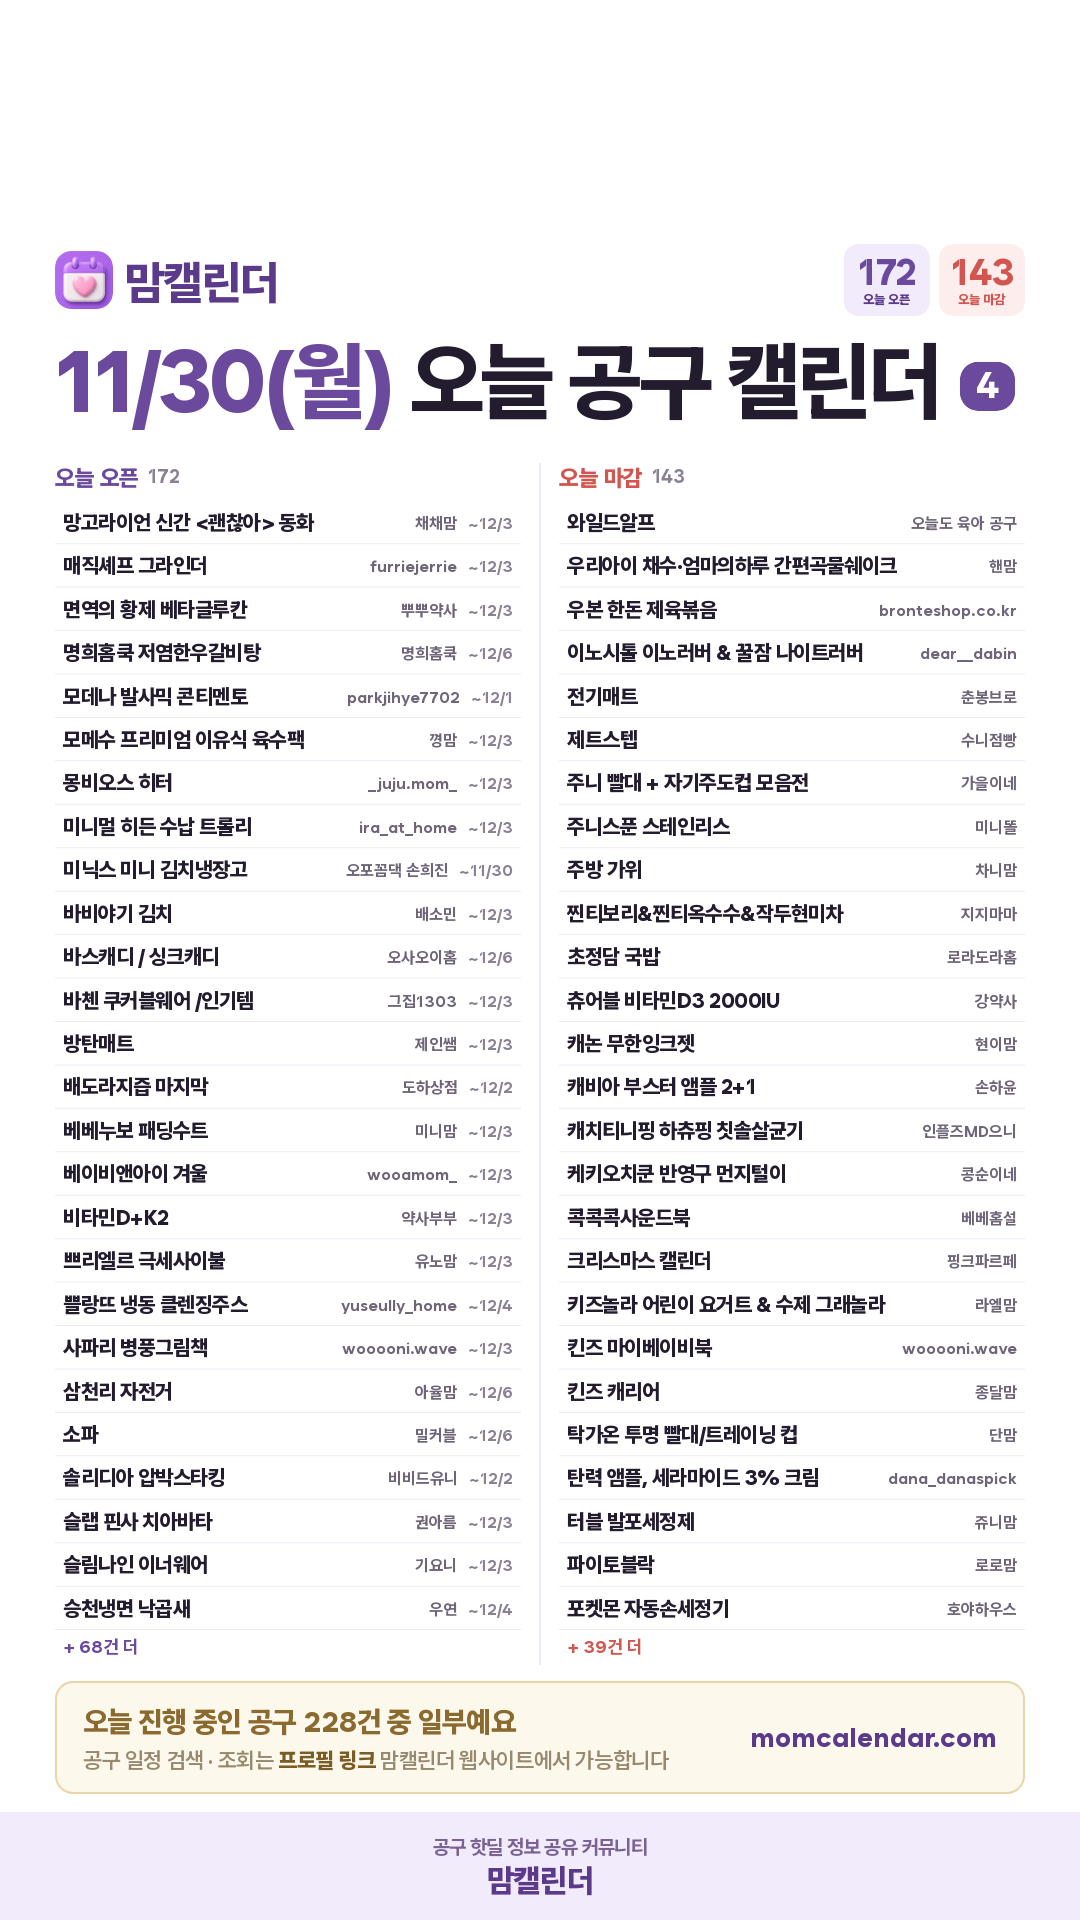 맘캘린더
172
오늘 오픈
143
오늘 마감
11/30(월) 오늘 공구 캘린더 4
오늘 오픈 172
망고라이언 신간 <괜찮아> 동화 채채맘 ~12/3
매직셰프 그라인더 furriejerrie ~12/3
면역의 황제 베타글루칸 뿌뿌약사 ~12/3
명희홈쿡 저염한우갈비탕 명희홈쿡 ~12/6
모데나 발사믹 콘티멘토 parkjihye7702 ~12/1
모메수 프리미엄 이유식 육수팩 꼉맘 ~12/3
몽비오스 히터 _juju.mom_ ~12/3
미니멀 히든 수납 트롤리 ira_at_home ~12/3
미닉스 미니 김치냉장고 오포꼼댁 손희진 ~11/30
바비야기 김치 배소민 ~12/3
바스캐디 / 싱크캐디 오사오이홈 ~12/6
바첸 쿠커블웨어 /인기템 그집1303 ~12/3
방탄매트 제인쌤 ~12/3
배도라지즙 마지막 도하상점 ~12/2
베베누보 패딩수트 미니맘 ~12/3
베이비앤아이 겨울 wooamom_ ~12/3
비타민D+K2 약사부부 ~12/3
쁘리엘르 극세사이불 유노맘 ~12/3
쁠랑뜨 냉동 클렌징주스 yuseully_home ~12/4
사파리 병풍그림책 wooooni.wave ~12/3
삼천리 자전거 아율맘 ~12/6
소파 밀커블 ~12/6
솔리디아 압박스타킹 비비드유니 ~12/2
슬랩 핀사 치아바타 권아름 ~12/3
슬림나인 이너웨어 기요니 ~12/3
승천냉면 낙곱새 우연 ~12/4
+ 68건 더
오늘 마감 143
와일드알프 오늘도 육아 공구
우리아이 채수·엄마의하루 간편곡물쉐이크 핸맘
우본 한돈 제육볶음 bronteshop.co.kr
이노시톨 이노러버 & 꿀잠 나이트러버 dear__dabin
전기매트 춘봉브로
제트스텝 수니점빵
주니 빨대 + 자기주도컵 모음전 가을이네
주니스푼 스테인리스 미니똘
주방 가위 차니맘
찐티보리&찐티옥수수&작두현미차 지지마마
초정담 국밥 로라도라홈
츄어블 비타민D3 2000IU 강약사
캐논 무한잉크젯 현이맘
캐비아 부스터 앰플 2+1 손하윤
캐치티니핑 하츄핑 칫솔살균기 인플즈MD으니
케키오치쿤 반영구 먼지털이 콩순이네
콕콕콕사운드북 베베홈설
크리스마스 캘린더 핑크파르페
키즈놀라 어린이 요거트 & 수제 그래놀라 라엘맘
킨즈 마이베이비북 wooooni.wave
킨즈 캐리어 종달맘
탁가온 투명 빨대/트레이닝 컵 단맘
탄력 앰플, 세라마이드 3% 크림 dana_danaspick
터블 발포세정제 쥬니맘
파이토블락 로로맘
포켓몬 자동손세정기 호야하우스
+ 39건 더
오늘 진행 중인 공구 228건 중 일부예요
공구 일정 검색 · 조회는 프로필 링크 맘캘린더 웹사이트에서 가능합니다
momcalendar.com
공구 핫딜 정보 공유 커뮤니티
맘캘린더